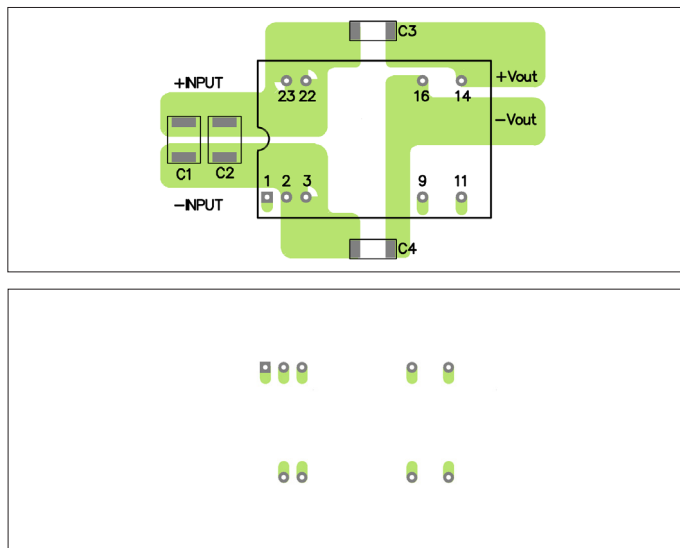 C3
+INPUT
23 22 16 14
+Vout
−Vout
C1 C2
1 2 3 9 11
−INPUT
C4